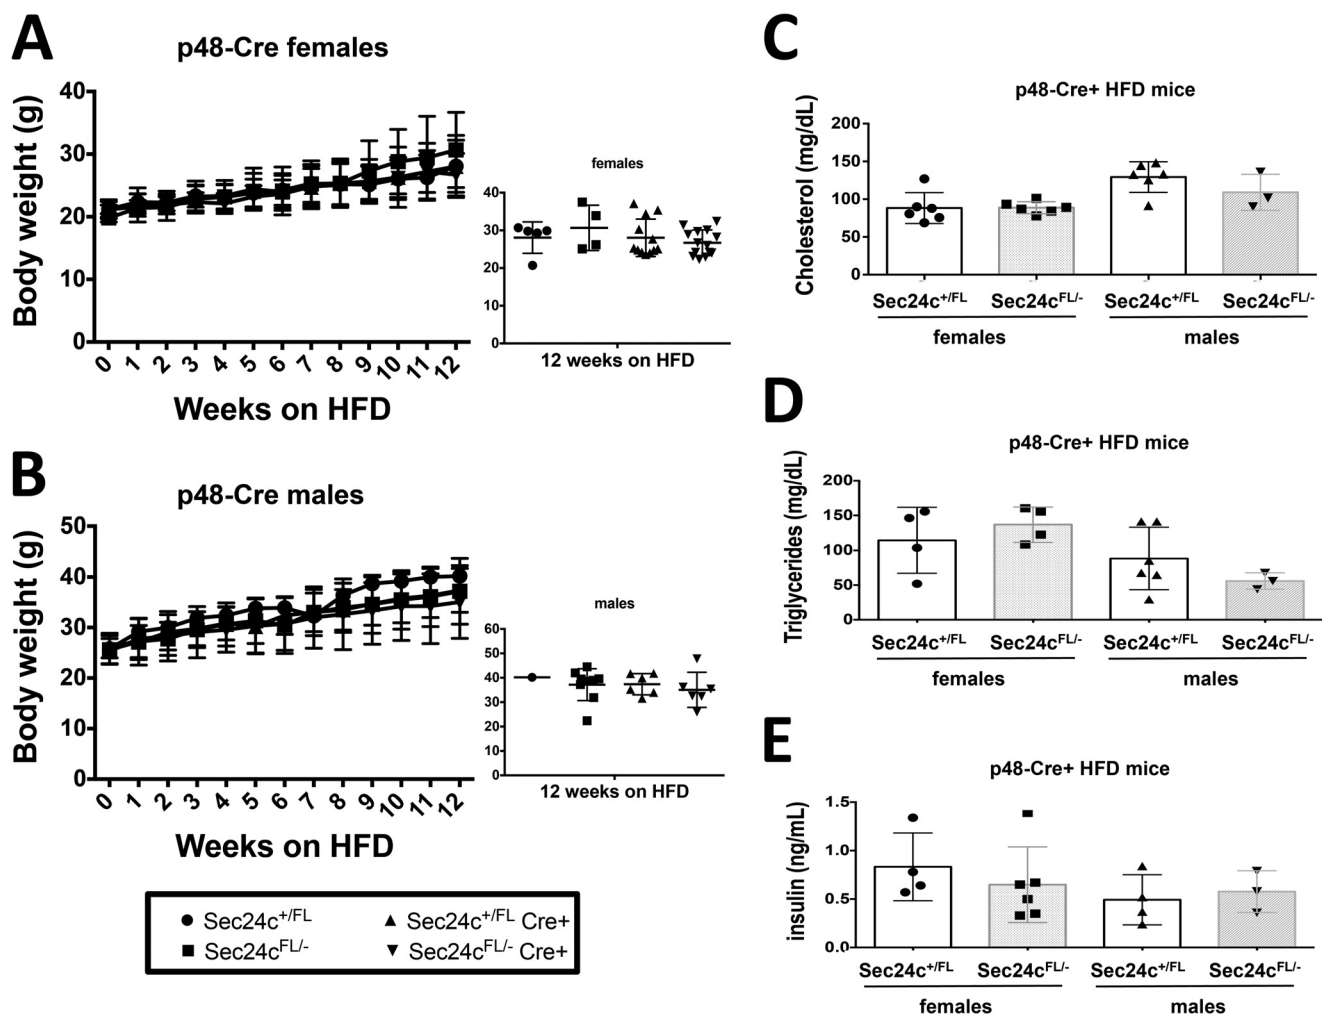 A
p48-Cre females
Body weight (g)
40
30
20
10
0
0 1 2 3 4 5 6 7 8 9 10 11 12
Weeks on HFD
females
40
30
20
10
0
12 weeks on HFD
B
p48-Cre males
Body weight (g)
50
40
30
20
10
0
0 1 2 3 4 5 6 7 8 9 10 11 12
Weeks on HFD
males
60
50
40
30
20
10
0
12 weeks on HFD
Sec24c+/FL
Sec24c+/FL Cre+
Sec24cFL/-
Sec24cFL/- Cre+
C
p48-Cre+ HFD mice
Cholesterol (mg/dL)
200
150
100
50
0
Sec24c+/FL Sec24cFL/- Sec24c+/FL Sec24cFL/-
females males
D
p48-Cre+ HFD mice
Triglycerides (mg/dL)
200
150
100
50
0
Sec24c+/FL Sec24cFL/- Sec24c+/FL Sec24cFL/-
females males
E
p48-Cre+ HFD mice
insulin (ng/mL)
1.5
1.0
0.5
0.0
Sec24c+/FL Sec24cFL/- Sec24c+/FL Sec24cFL/-
females males